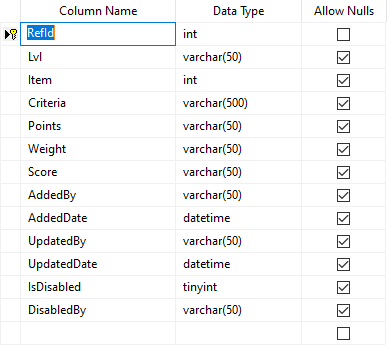 Column Name Data Type Allow Nulls
RefId int
Lvl varchar(50)
Item int
Criteria varchar(500)
Points varchar(50)
Weight varchar(50)
Score varchar(50)
AddedBy varchar(50)
AddedDate datetime
UpdatedBy varchar(50)
UpdatedDate datetime
IsDisabled tinyint
DisabledBy varchar(50)